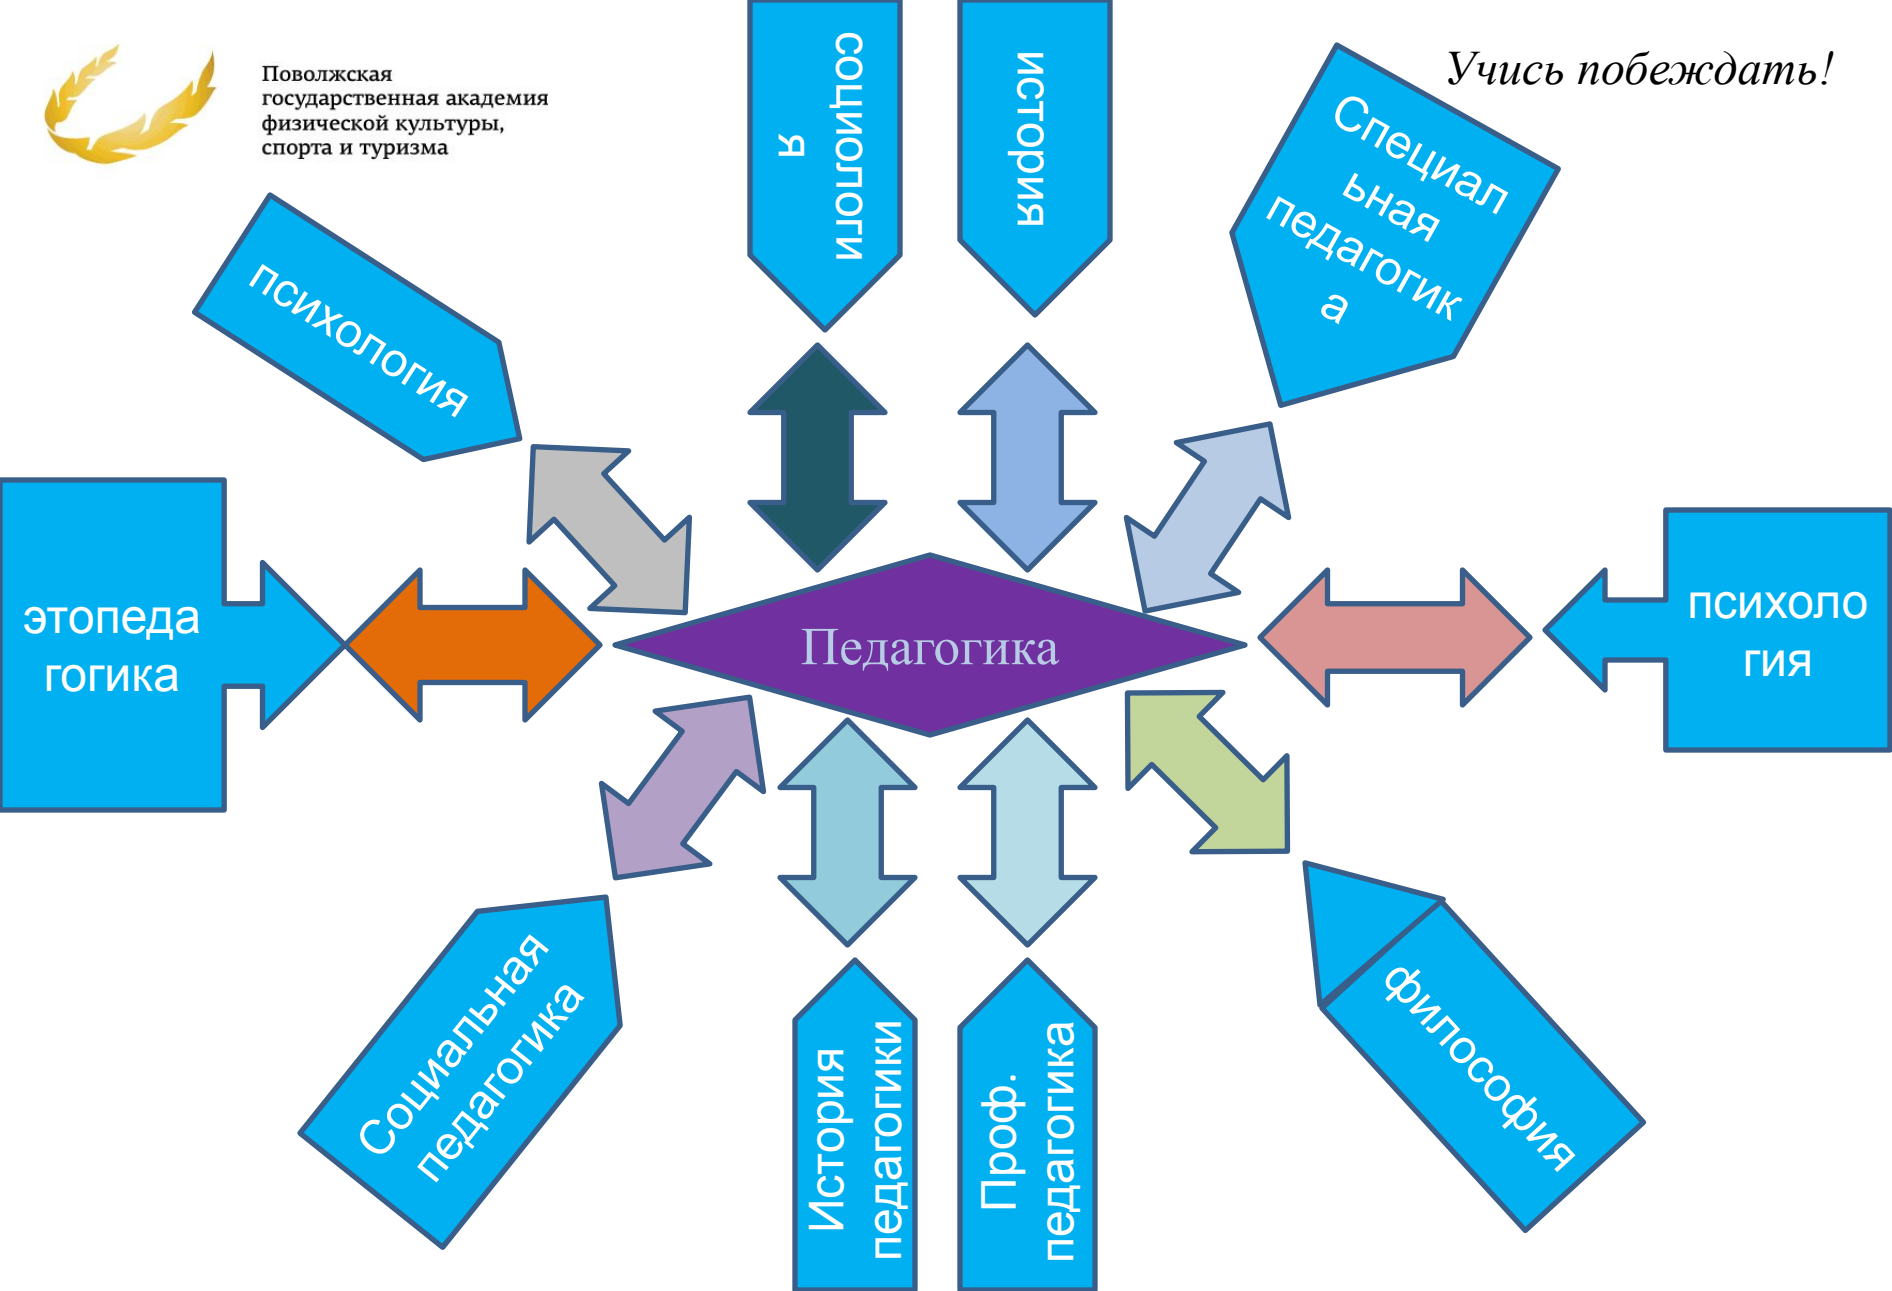 Поволжская
государственная академия
физической культуры,
спорта и туризма
Учись побеждать!
социологи
я
история
Специал
ьная
педагогик
а
психология
этопеда
гогика
Педагогика
психоло
гия
Социальная
педагогика
История
педагогики
Проф.
педагогика
философия